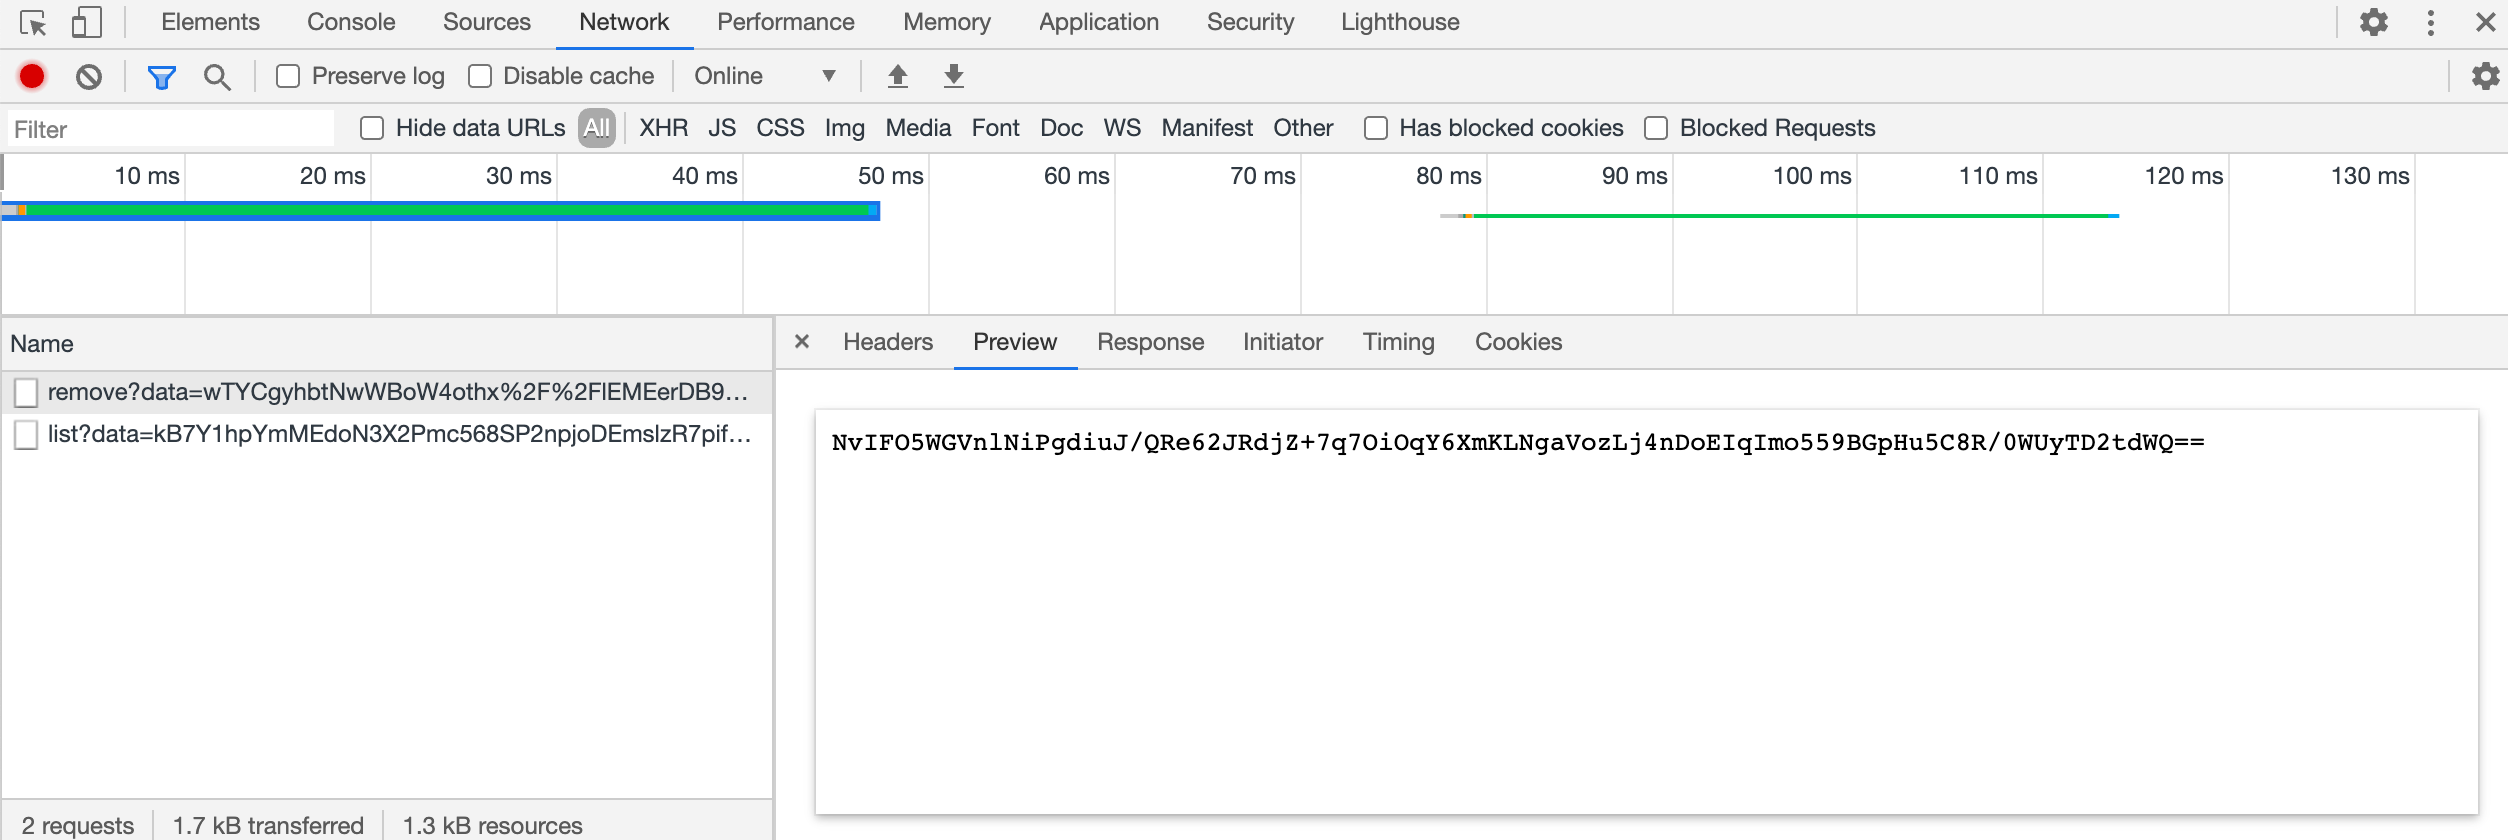 Elements Console Sources Network Performance Memory Application Security Lighthouse
Preserve log Disable cache Online
Filter Hide data URLs All XHR JS CSS Img Media Font Doc WS Manifest Other Has blocked cookies Blocked Requests
10 ms 20 ms 30 ms 40 ms 50 ms 60 ms 70 ms 80 ms 90 ms 100 ms 110 ms 120 ms 130 ms
Name
remove?data=wTYCgyhbtNwWBoW4othx%2F%2FlEMEerDB9…
list?data=kB7Y1hpYmMEdoN3X2Pmc568SP2npjoDEmslzR7pif…
2 requests 1.7 kB transferred 1.3 kB resources
× Headers Preview Response Initiator Timing Cookies
NvIFO5WGVnlNiPgdiuJ/QRe62JRdjZ+7q7OiOqY6XmKLNgaVozLj4nDoEIqImo559BGpHu5C8R/0WUyTD2tdWQ==